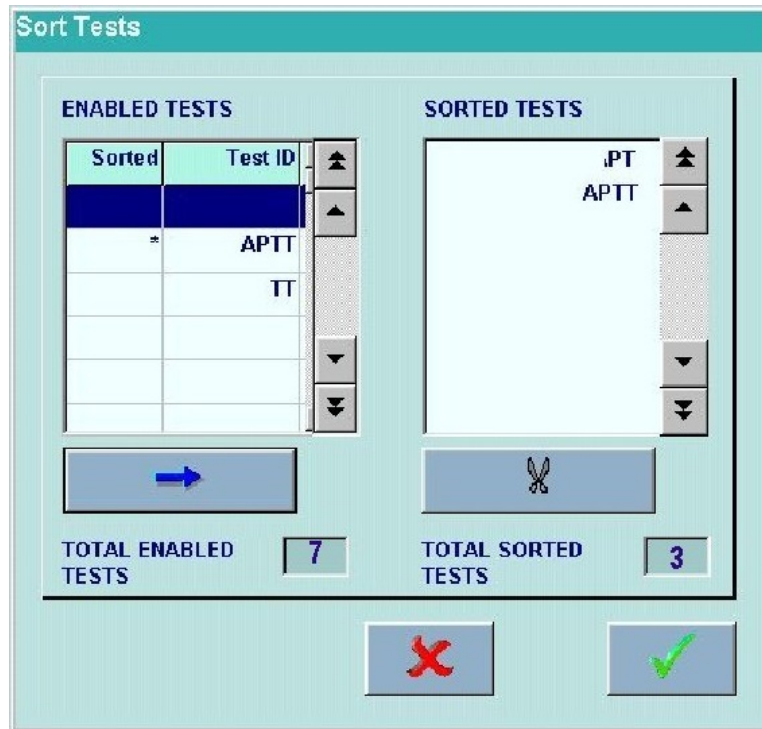 Sort Tests
ENABLED TESTS
Sorted Test ID
* APTT
TT
TOTAL ENABLED TESTS
7
SORTED TESTS
APTT
TOTAL SORTED TESTS
3